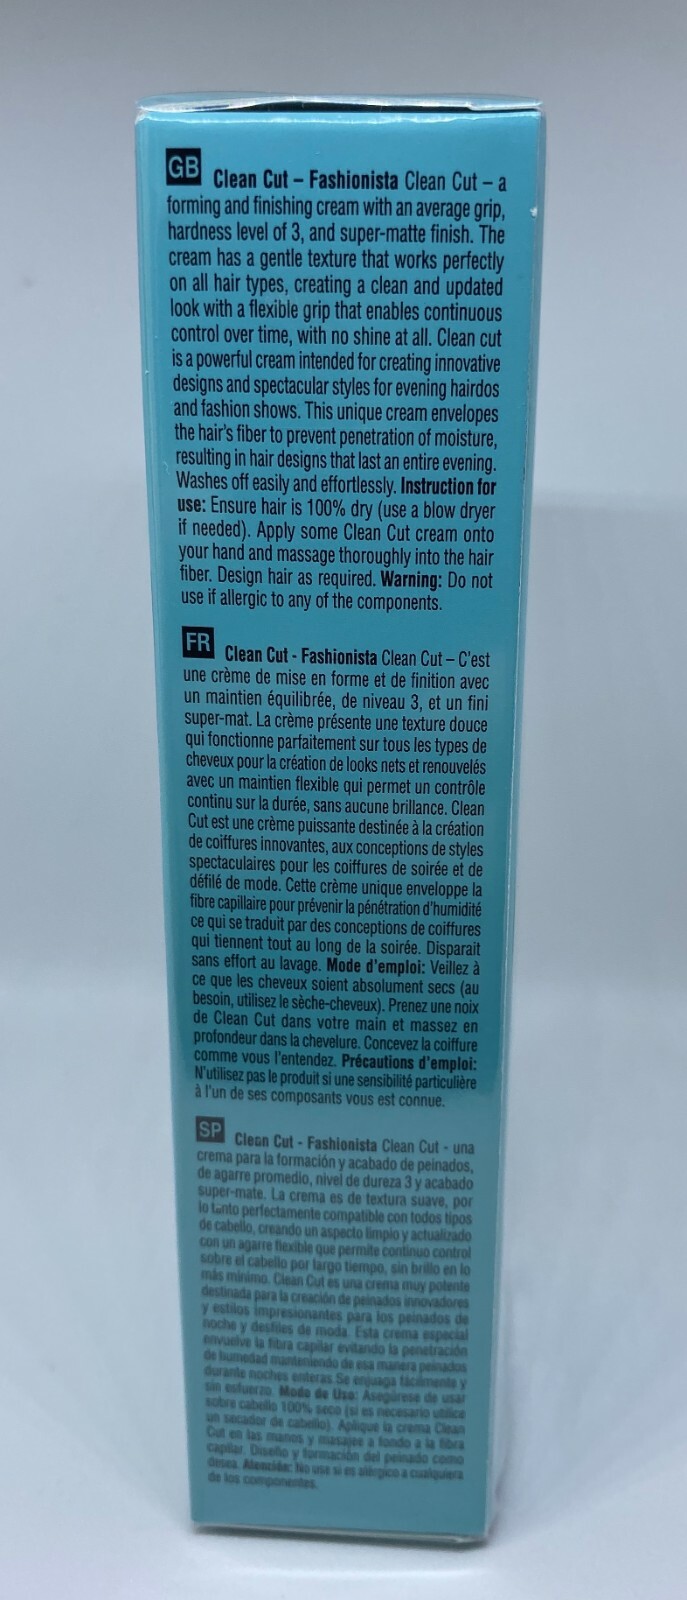 GB Clean Cut – Fashionista Clean Cut – a
forming and finishing cream with an average grip,
hardness level of 3, and super-matte finish. The
cream has a gentle texture that works perfectly
on all hair types, creating a clean and updated
look with a flexible grip that enables continuous
control over time, with no shine at all. Clean cut
is a powerful cream intended for creating innovative
designs and spectacular styles for evening hairdos
and fashion shows. This unique cream envelopes
the hair's fiber to prevent penetration of moisture,
resulting in hair designs that last an entire evening.
Washes off easily and effortlessly. Instruction for
use: Ensure hair is 100% dry (use a blow dryer
if needed). Apply some Clean Cut cream onto
your hand and massage thoroughly into the hair
fiber. Design hair as required. Warning: Do not
use if allergic to any of the components.
FR Clean Cut - Fashionista Clean Cut – C'est
une crème de mise en forme et de finition avec
un maintien équilibrée, de niveau 3, et un fini
super-mat. La crème présente une texture douce
qui fonctionne parfaitement sur tous les types de
cheveux pour la création de looks nets et renouvelés
avec un maintien flexible qui permet un contrôle
continu sur la durée, sans aucune brillance. Clean
Cut est une crème puissante destinée à la création
de coiffures innovantes, aux conceptions de styles
spectaculaires pour les coiffures de soirée et de
défilé de mode. Cette crème unique enveloppe la
fibre capillaire pour prévenir la pénétration d'humidité
ce qui se traduit par des conceptions de coiffures
qui tiennent tout au long de la soirée. Disparait
sans effort au lavage. Mode d'emploi: Veillez à
ce que les cheveux soient absolument secs (au
besoin, utilisez le sèche-cheveux). Prenez une noix
de Clean Cut dans votre main et massez en
profondeur dans la chevelure. Concevez la coiffure
comme vous l'entendez. Précautions d'emploi:
N'utilisez pas le produit si une sensibilité particulière
à l'un de ses composants vous est connue.
SP Clean Cut - Fashionista Clean Cut - una
crema para la formación y acabado de peinados,
de agarre promedio, nivel de dureza 3 y acabado
super-mate. La crema es de textura suave, por
lo tanto perfectamente compatible con todos tipos
de cabello, creando un aspecto limpio y actualizado
con un agarre flexible que permite continuo control
sobre el cabello por largo tiempo, sin brillo en lo
más mínimo. Clean Cut es una crema muy potente
destinada para la creación de peinados innovadores
y estilos impresionantes para los peinados de
noche y desfiles de moda. Esta crema especial
envuelve la fibra capilar evitando la penetración
de humedad manteniendo de esa manera peinados
durante noches enteras. Se enjuaga fácilmente y
sin esfuerzo. Modo de Uso: Asegúrese de usar
sobre cabello 100% seco (si es necesario utilice
un secador de cabello). Aplique la crema Clean
Cut en las manos y masajee a fondo a la fibra
capilar. Diseño y formación del peinado como
desea. Atención: No use si es alérgico a cualquiera
de los componentes.